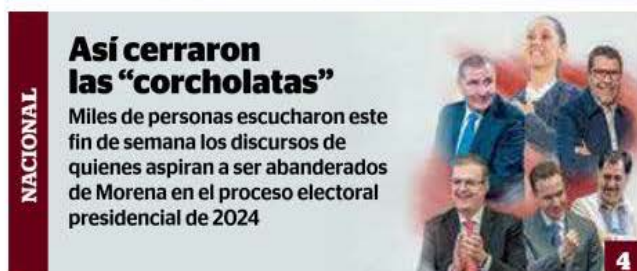 NACIONAL
Así cerraron
las “corcholatas”
Miles de personas escucharon este
fin de semana los discursos de
quienes aspiran a ser abanderados
de Morena en el proceso electoral
presidencial de 2024
4